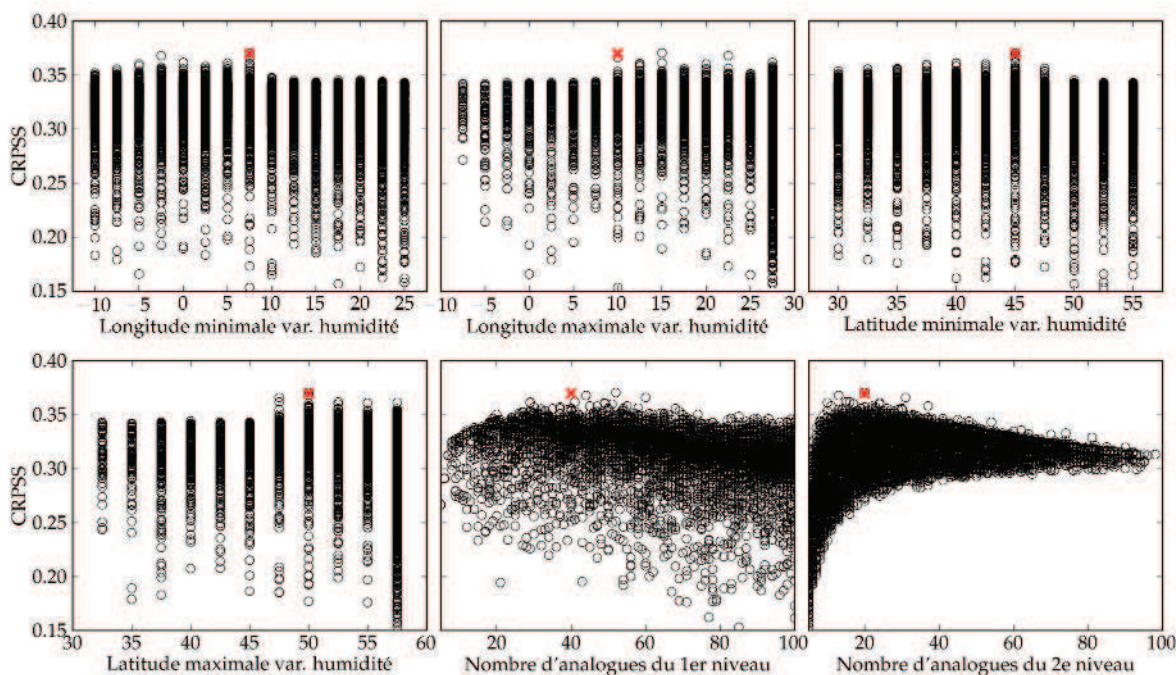 0.40
0.35
0.30
0.25
0.20
0.15
CRPSS
10 5 0 5 10 15 20 25
Longitude minimale var. humidité
10 5 0 5 10 15 20 25 30
Longitude maximale var. humidité
30 35 40 45 50 55
Latitude minimale var. humidité
0.40
0.35
0.30
0.25
0.20
0.15
CRPSS
30 35 40 45 50 55 60
Latitude maximale var. humidité
20 40 60 80 100
Nombre d'analogues du 1er niveau
20 40 60 80 100
Nombre d'analogues du 2e niveau